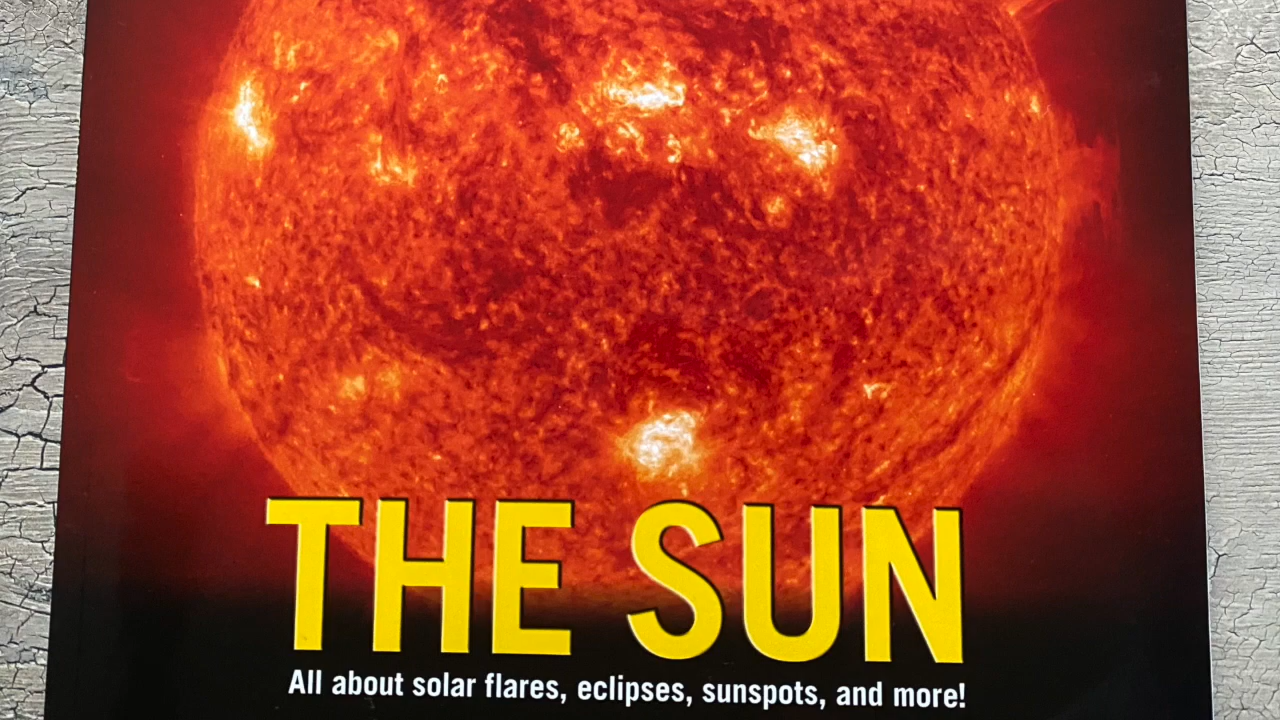 THE SUN
All about solar flares, eclipses, sunspots, and more!